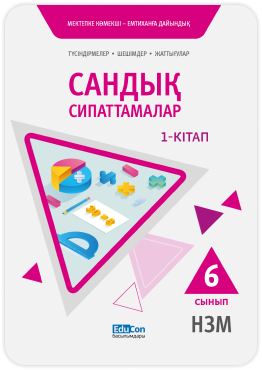 МЕКТЕПКЕ КӨМЕКШІ – ЕМТИХАНҒА ДАЙЫНДЫҚ
ТҮСІНДІРМЕЛЕР • ШЕШІМДЕР • ЖАТТЫҒУЛАР
САНДЫҚ
СИПАТТАМАЛАР
1-КІТАП
6
СЫНЫП
НЗМ
EduCon
басылымдары